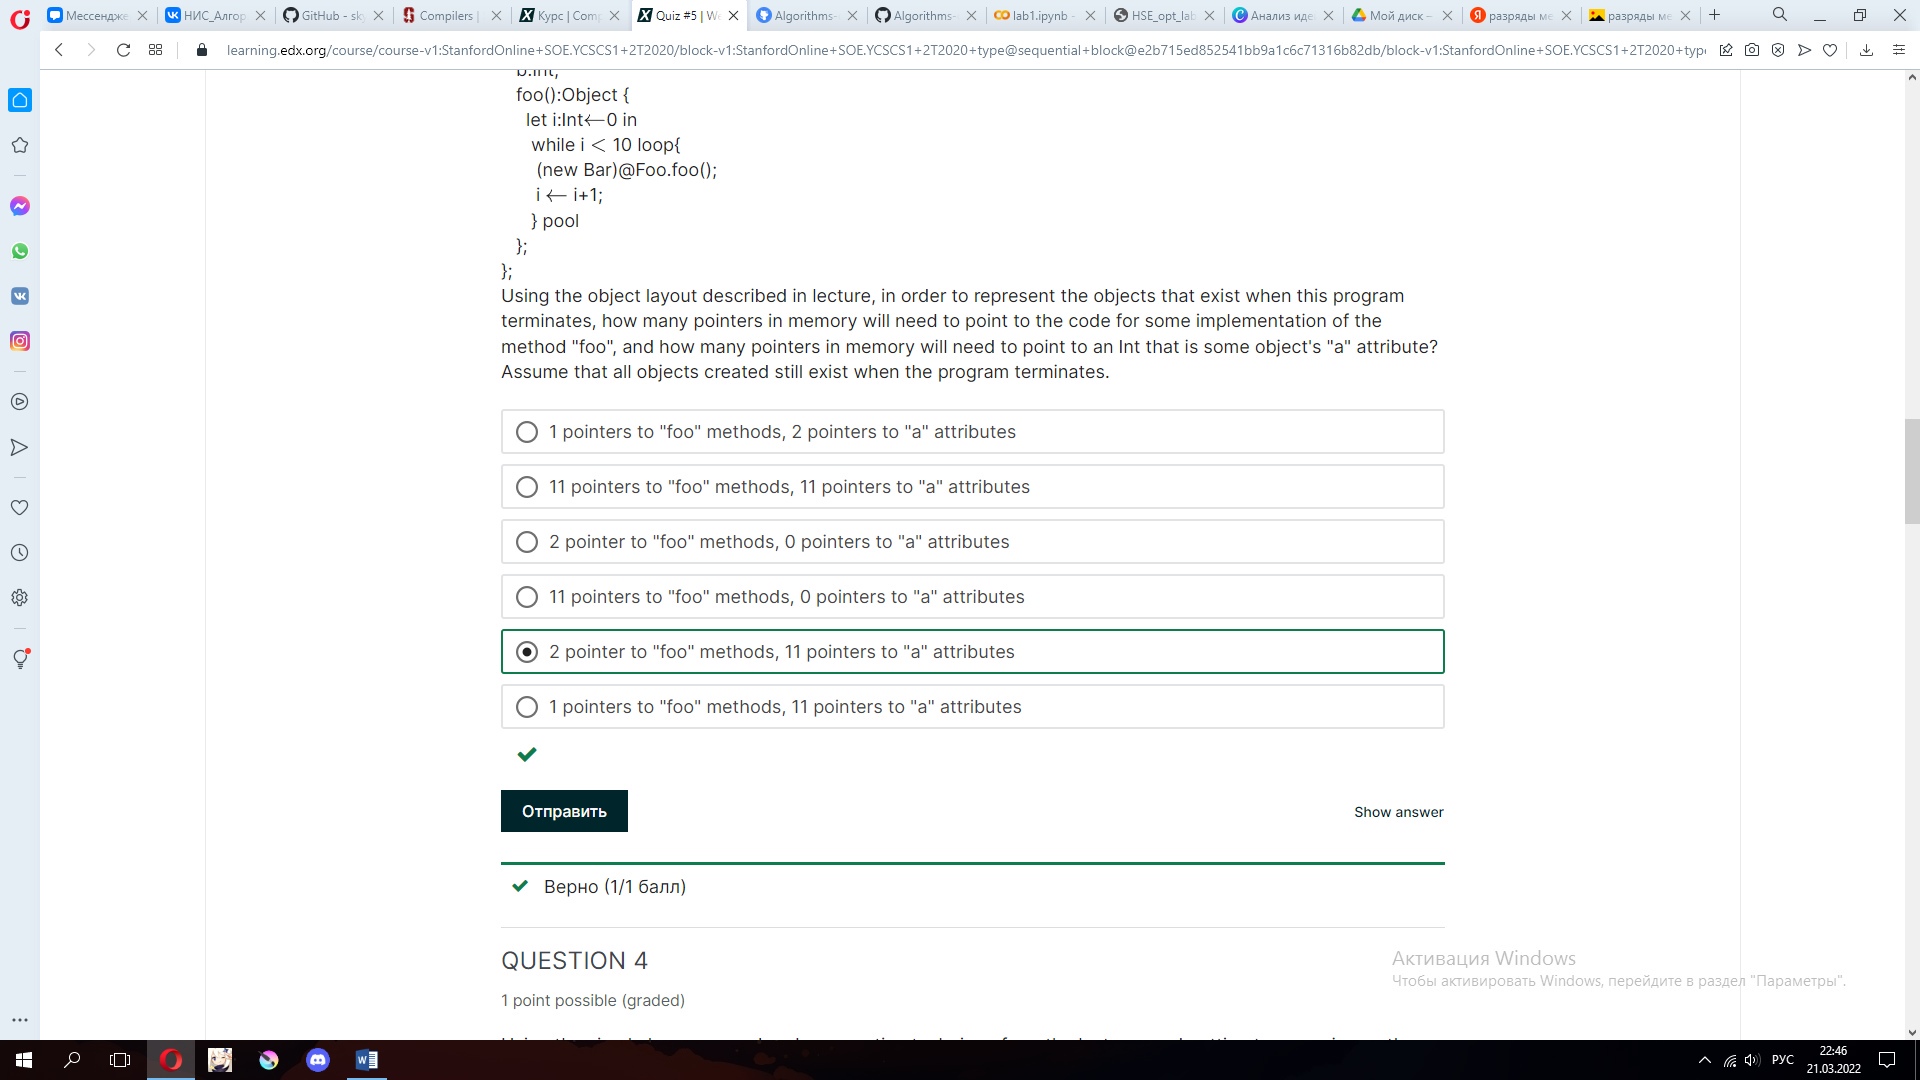 Мессендже
НИС_Алгор
GitHub - sk
Compilers |
Курс | Comp
Quiz #5 | We
Algorithms-
Algorithms-
lab1.ipynb -
HSE_opt_lab
Анализ иде
Мой диск –
разряды ме
разряды ме
learning.edx.org/course/course-v1:StanfordOnline+SOE.YCSCS1+2T2020/block-v1:StanfordOnline+SOE.YCSCS1+2T2020+type@sequential+block@e2b715ed852541bb9a1c6c71316b82db/block-v1:StanfordOnline+SOE.YCSCS1+2T2020+typ
b:Int;
foo():Object {
let i:Int←0 in
while i < 10 loop{
(new Bar)@Foo.foo();
i ← i+1;
} pool
};
};
Using the object layout described in lecture, in order to represent the objects that exist when this program
terminates, how many pointers in memory will need to point to the code for some implementation of the
method "foo", and how many pointers in memory will need to point to an Int that is some object's "a" attribute?
Assume that all objects created still exist when the program terminates.
1 pointers to "foo" methods, 2 pointers to "a" attributes
11 pointers to "foo" methods, 11 pointers to "a" attributes
2 pointer to "foo" methods, 0 pointers to "a" attributes
11 pointers to "foo" methods, 0 pointers to "a" attributes
2 pointer to "foo" methods, 11 pointers to "a" attributes
1 pointers to "foo" methods, 11 pointers to "a" attributes
Отправить
Show answer
Верно (1/1 балл)
QUESTION 4
1 point possible (graded)
Активация Windows
Чтобы активировать Windows, перейдите в раздел "Параметры".
РУС
22:46
21.03.2022